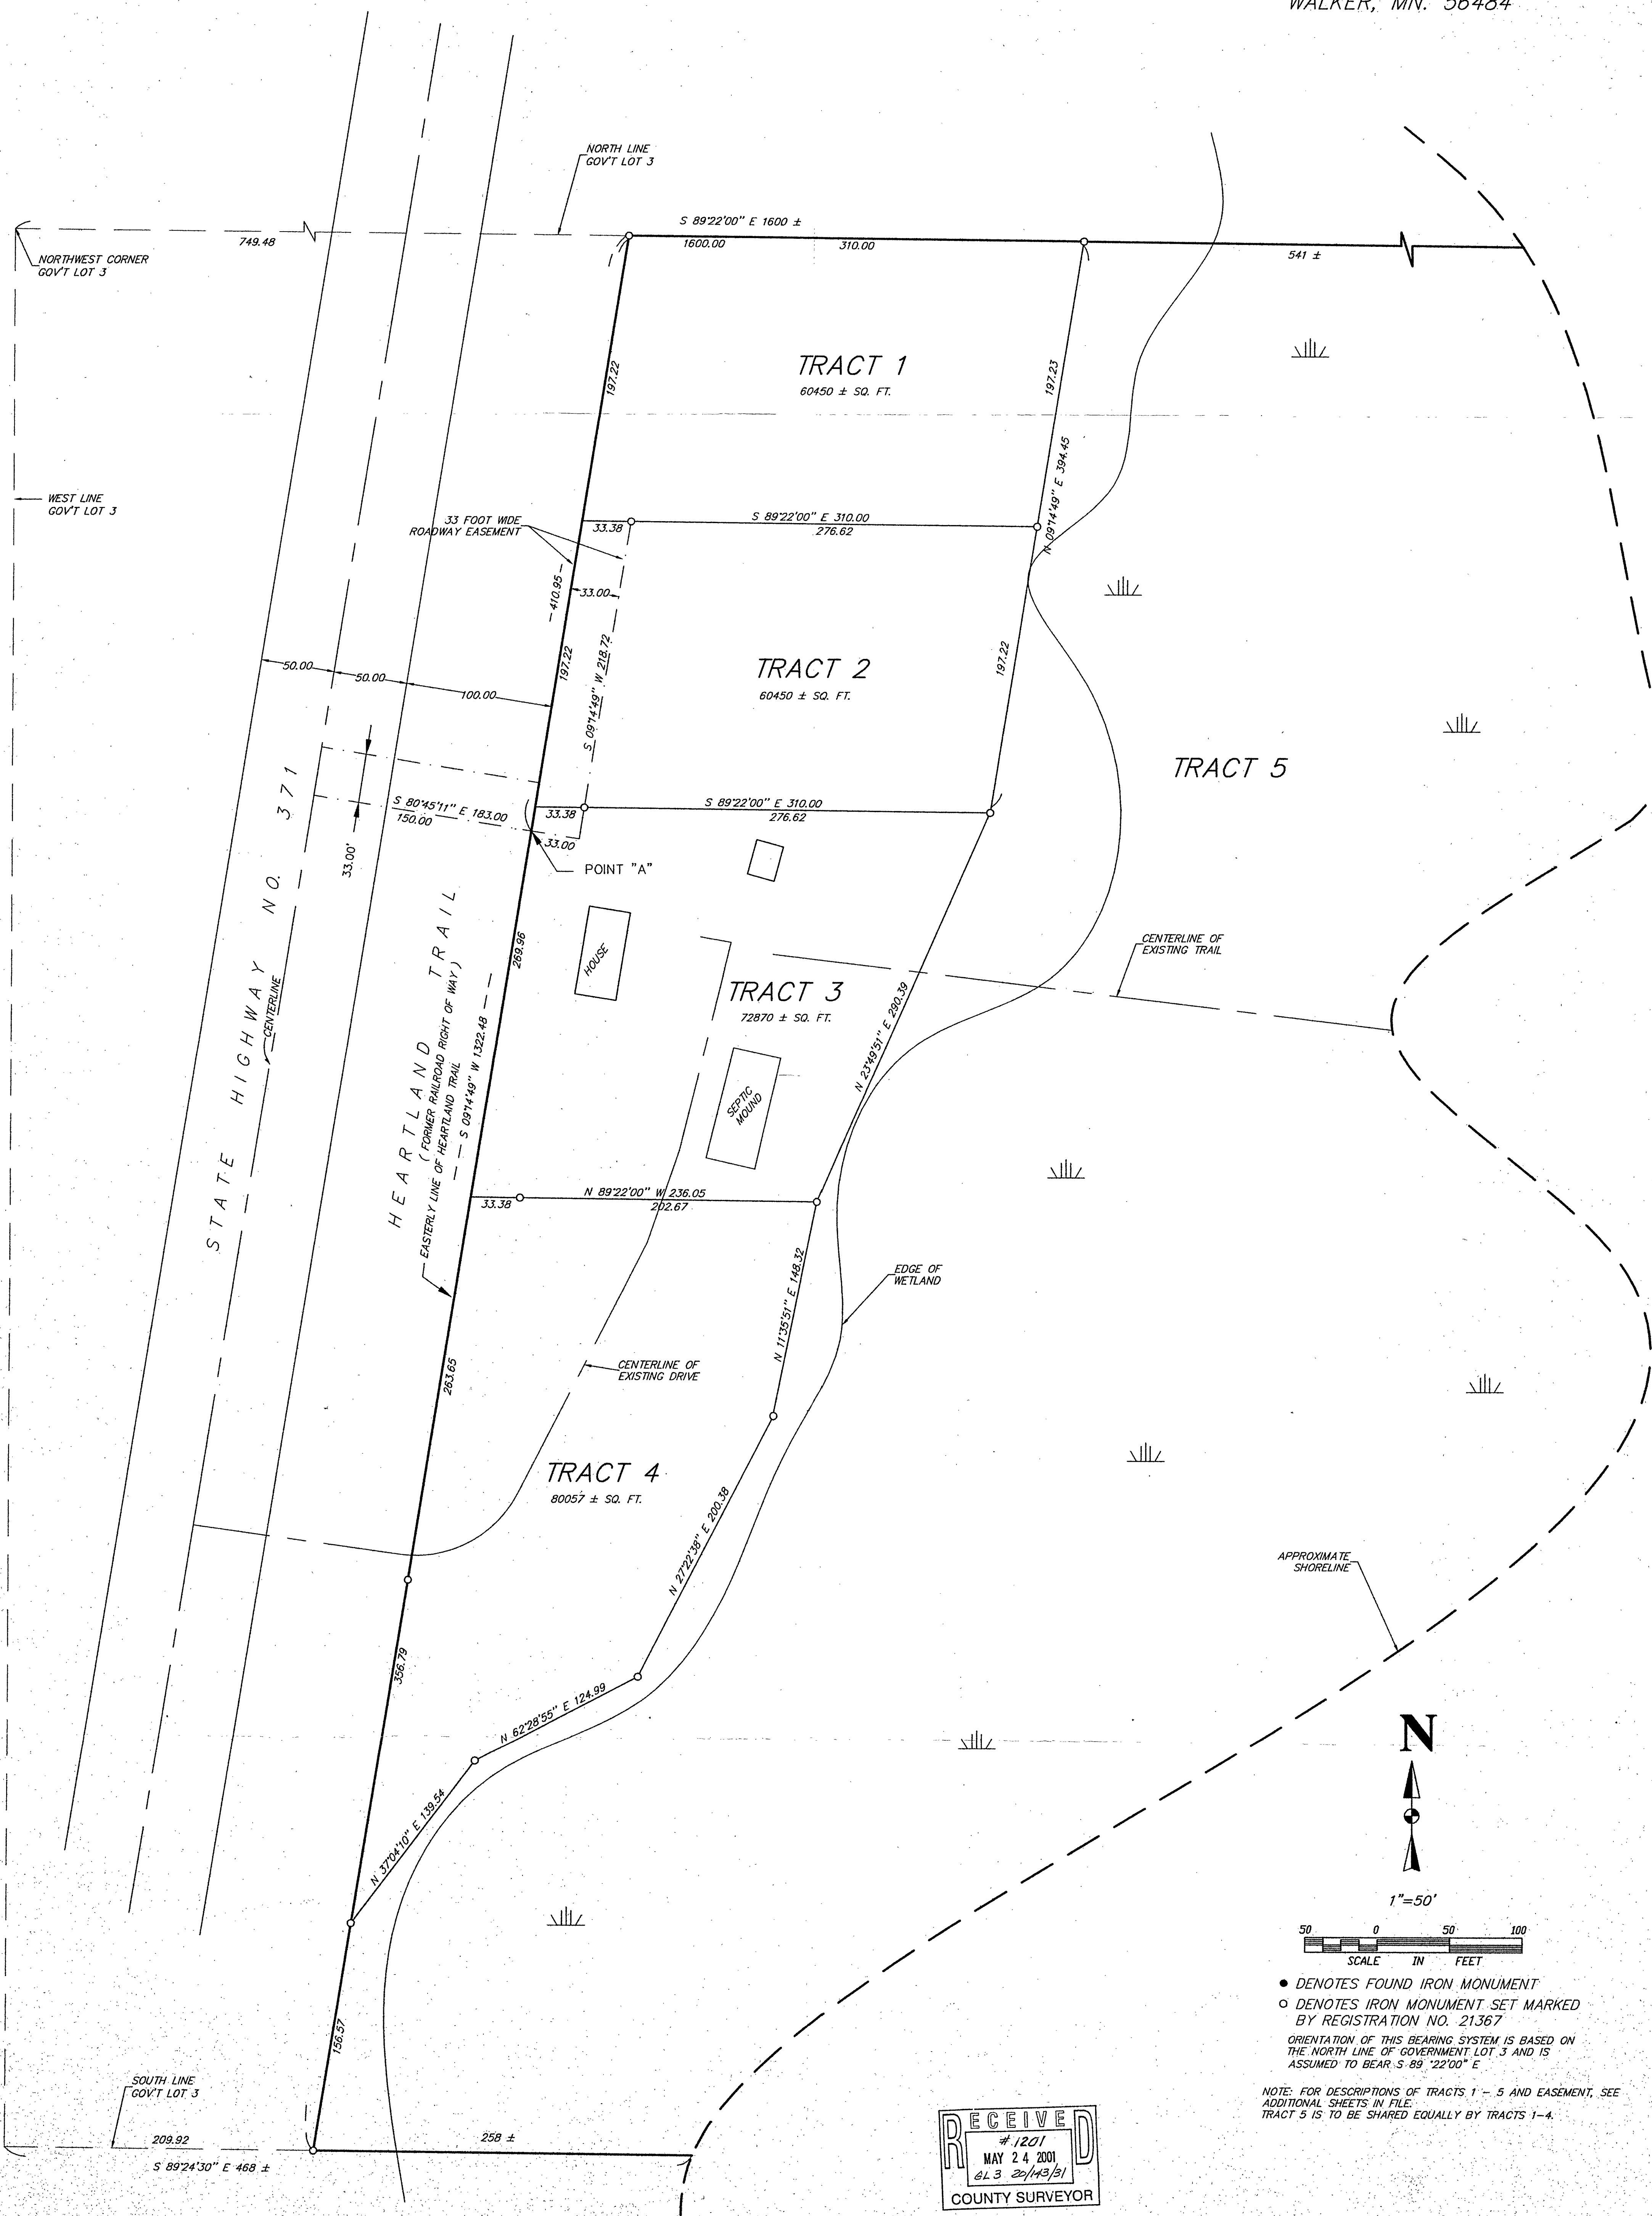 WALKER, MN. 56484
NORTH LINE
GOV'T LOT 3
S 89°22'00" E 1600 ±
749.48
1600.00
310.00
541 ±
NORTHWEST CORNER
GOV'T LOT 3
197.22
TRACT 1
60450 ± SQ. FT.
197.23
N 09°14'49" E 394.45
WEST LINE
GOV'T LOT 3
33 FOOT WIDE
ROADWAY EASEMENT
33.38
S 89°22'00" E 310.00
276.62
410.95
33.00
197.22
S 09°14'49" W 218.72
TRACT 2
60450 ± SQ. FT.
197.22
50.00
50.00
100.00
TRACT 5
S 80°45'11" E 183.00
150.00
33.38
S 89°22'00" E 310.00
276.62
33.00
33.00'
POINT "A"
STATE HIGHWAY NO. 371
CENTERLINE
HEARTLAND TRAIL
( FORMER RAILROAD RIGHT OF WAY )
EASTERLY LINE OF HEARTLAND TRAIL
S 09°14'49" W 1322.48
269.96
HOUSE
CENTERLINE OF
EXISTING TRAIL
TRACT 3
72870 ± SQ. FT.
N 23°49'51" E 290.39
SEPTIC
MOUND
N 89°22'00" W 236.05
33.38
202.67
N 11°35'51" E 148.32
EDGE OF
WETLAND
263.65
CENTERLINE OF
EXISTING DRIVE
TRACT 4
80057 ± SQ. FT.
N 27°22'38" E 200.38
APPROXIMATE
SHORELINE
356.79
N 62°28'55" E 124.99
N 37°04'10" E 139.54
N
1"=50'
50 0 50 100
SCALE IN FEET
DENOTES FOUND IRON MONUMENT
DENOTES IRON MONUMENT SET MARKED
BY REGISTRATION NO. 21367
ORIENTATION OF THIS BEARING SYSTEM IS BASED ON
THE NORTH LINE OF GOVERNMENT LOT 3 AND IS
ASSUMED TO BEAR S 89 °22'00" E
NOTE: FOR DESCRIPTIONS OF TRACTS 1 - 5 AND EASEMENT, SEE
ADDITIONAL SHEETS IN FILE.
TRACT 5 IS TO BE SHARED EQUALLY BY TRACTS 1-4.
156.57
SOUTH LINE
GOV'T LOT 3
209.92
258 ±
S 89°24'30" E 468 ±
RECEIVED
#1201
MAY 24 2001
GL3 20/143/31
COUNTY SURVEYOR